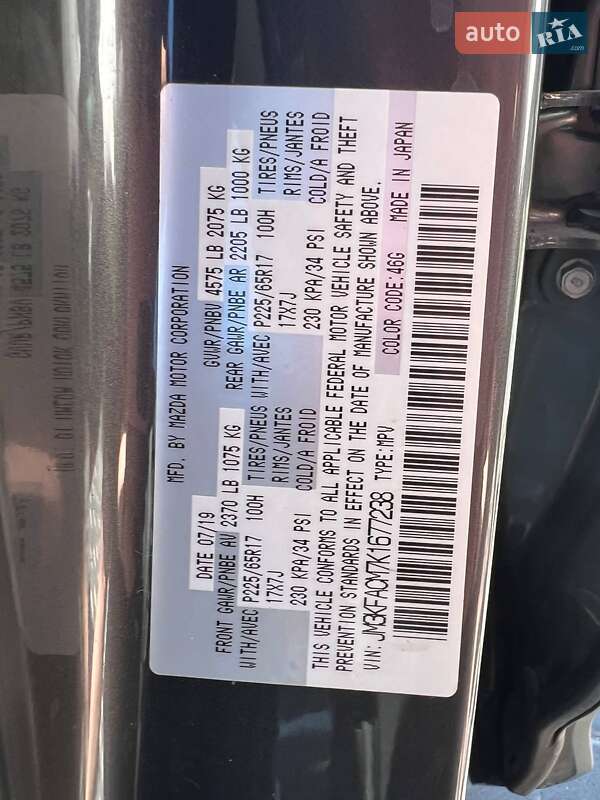 auto RIA.com
MFD. BY MAZDA MOTOR CORPORATION
DATE 07/19 GVWR/PNBV 4575 LB 2075 KG
FRONT GAWR/PNBE AU 2370 LB 1075 KG REAR GAWR/PNBE AR 2205 LB 1000 KG
WITH/AVEC P225/65R17 100H TIRES/PNEUS WITH/AVEC P225/65R17 100H TIRES/PNEUS
17X7J RIMS/JANTES 17X7J RIMS/JANTES
230 KPA/34 PSI COLD/A FROID 230 KPA/34 PSI COLD/A FROID
THIS VEHICLE CONFORMS TO ALL APPLICABLE FEDERAL MOTOR VEHICLE SAFETY AND THEFT
PREVENTION STANDARDS IN EFFECT ON THE DATE OF MANUFACTURE SHOWN ABOVE.
VIN: JM3KFACM7K1677238 TYPE: MPV COLOR CODE: 46G MADE IN JAPAN